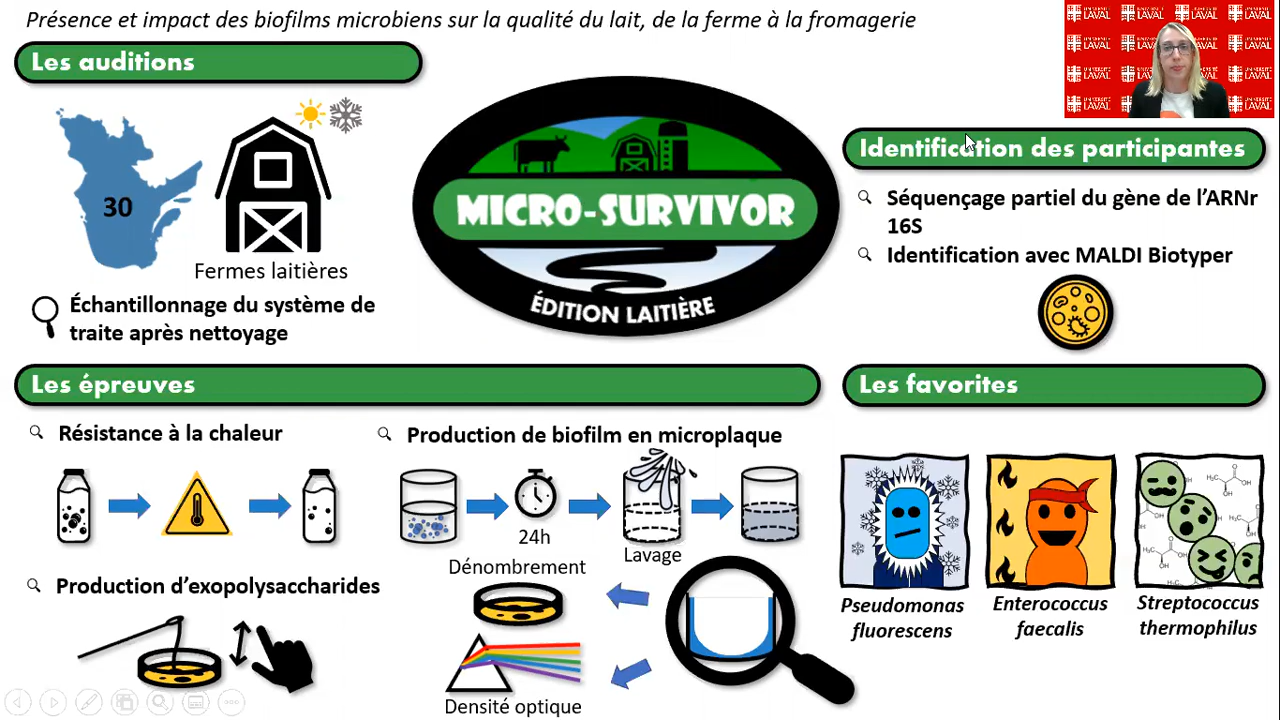 Présence et impact des biofilms microbiens sur la qualité du lait, de la ferme à la fromagerie
Les auditions
30
Fermes laitières
Échantillonnage du système de
traite après nettoyage
MICRO-SURVIVOR
ÉDITION LAITIÈRE
UNIVERSITÉ
LAVAL
Identification des participantes
Séquençage partiel du gène de l'ARNr
16S
Identification avec MALDI Biotyper
Les épreuves
Résistance à la chaleur
Production de biofilm en microplaque
24h
Lavage
Dénombrement
Densité optique
Production d'exopolysaccharides
Les favorites
Pseudomonas
fluorescens
Enterococcus
faecalis
Streptococcus
thermophilus